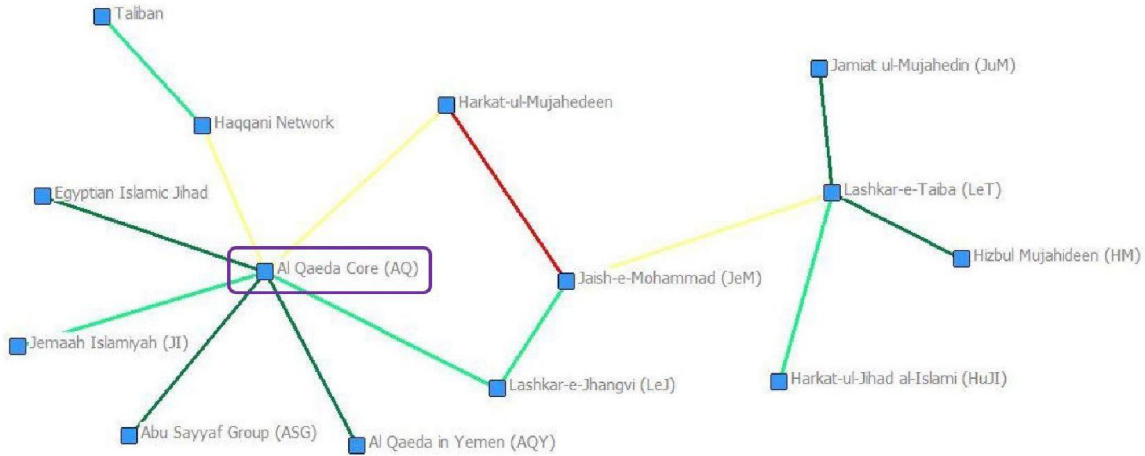 Taliban
Jamiat ul-Mujahedin (JuM)
Harkat-ul-Mujahedeen
Haqqani Network
Egyptian Islamic Jihad
Lashkar-e-Taiba (LeT)
Hizbul Mujahideen (HM)
Al Qaeda Core (AQ)
Jaish-e-Mohammad (JeM)
Jemaah Islamiyah (JI)
Harkat-ul-Jihad al-Islami (HuJI)
Lashkar-e-Jhangvi (LeJ)
Abu Sayyaf Group (ASG)
Al Qaeda in Yemen (AQY)